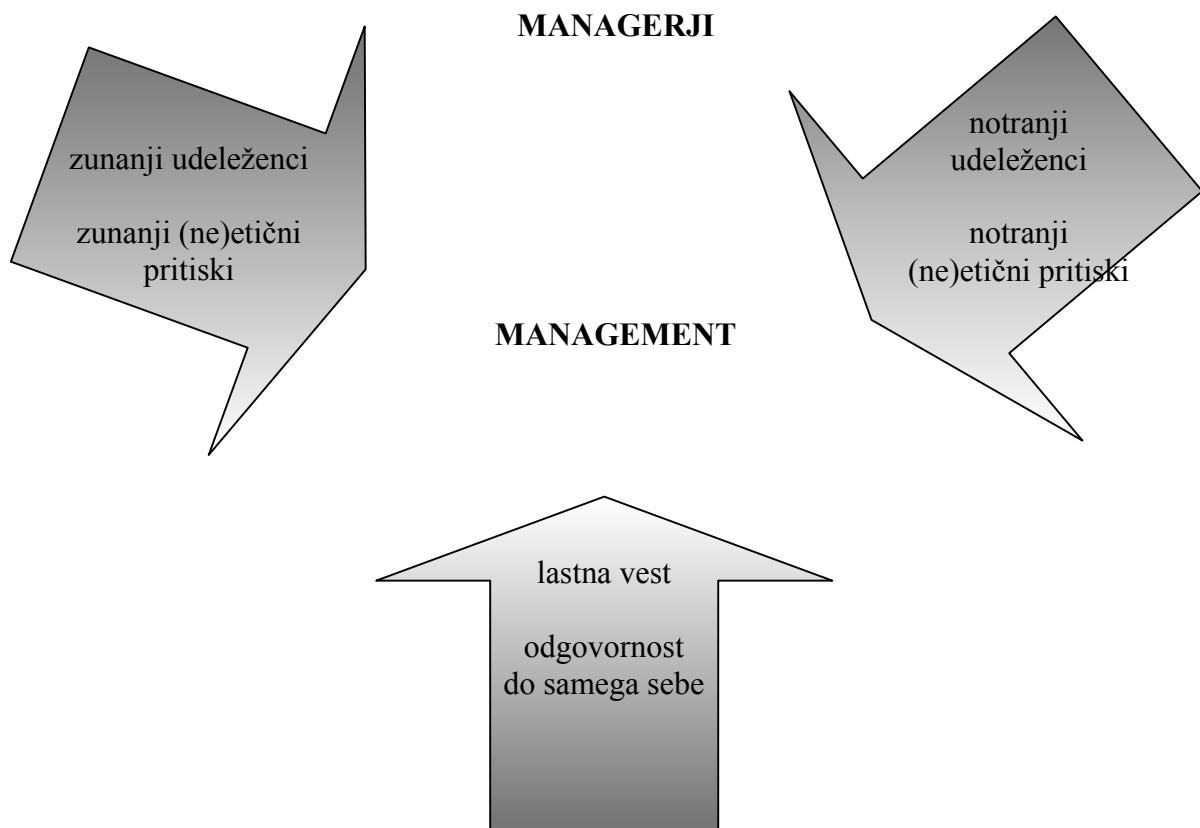 MANAGERJI
zunanji udeleženci
zunanji (ne)etični
pritiski
notranji
udeleženci
notranji
(ne)etični pritiski
MANAGEMENT
lastna vest
odgovornost
do samega sebe